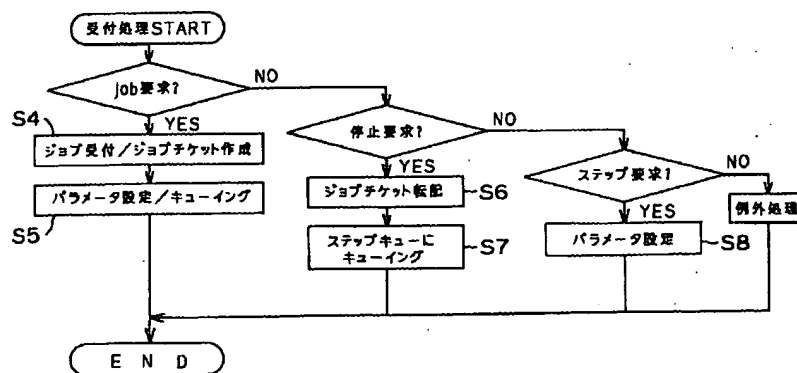 受付処理START
job要求?
NO
S4
YES
ジョブ受付/ジョブチケット作成
パラメータ設定/キューイング
S5
停止要求?
NO
YES
ジョブチケット転記
S6
ステップキューに
キューイング
S7
ステップ要求?
NO
YES
パラメータ設定
S8
例外処理
END